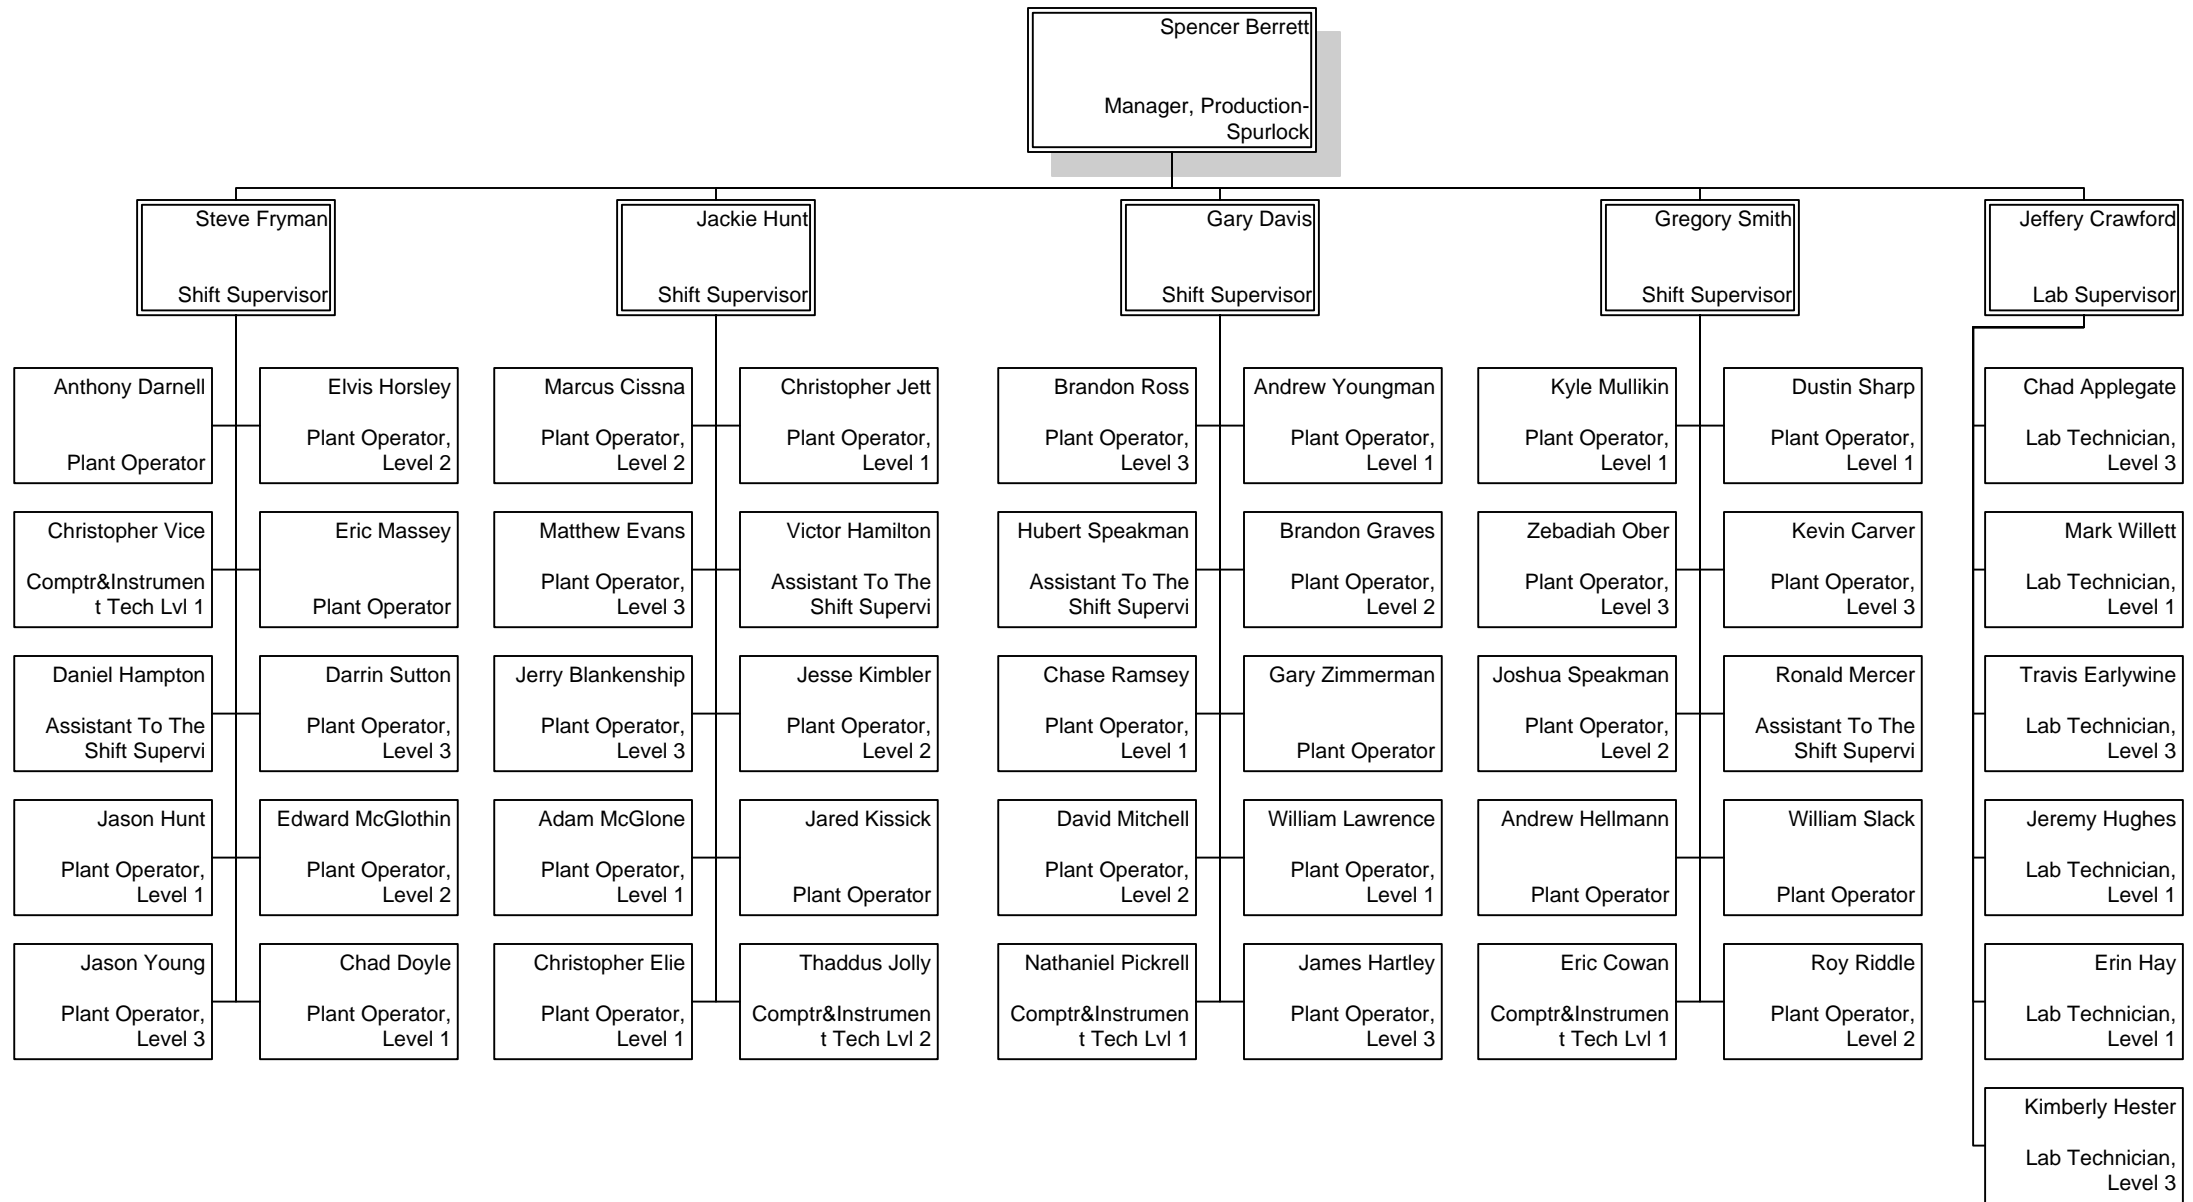 Spencer Berrett
Manager, Production-
Spurlock
Steve Fryman
Shift Supervisor
Jackie Hunt
Shift Supervisor
Gary Davis
Shift Supervisor
Gregory Smith
Shift Supervisor
Jeffery Crawford
Lab Supervisor
Anthony Darnell
Plant Operator
Elvis Horsley
Plant Operator,
Level 2
Marcus Cissna
Plant Operator,
Level 2
Christopher Jett
Plant Operator,
Level 1
Brandon Ross
Plant Operator,
Level 3
Andrew Youngman
Plant Operator,
Level 1
Kyle Mullikin
Plant Operator,
Level 1
Dustin Sharp
Plant Operator,
Level 1
Chad Applegate
Lab Technician,
Level 3
Christopher Vice
Comptr&Instrumen
t Tech Lvl 1
Eric Massey
Plant Operator
Matthew Evans
Plant Operator,
Level 3
Victor Hamilton
Assistant To The
Shift Supervi
Hubert Speakman
Assistant To The
Shift Supervi
Brandon Graves
Plant Operator,
Level 2
Zebadiah Ober
Plant Operator,
Level 3
Kevin Carver
Plant Operator,
Level 3
Mark Willett
Lab Technician,
Level 1
Daniel Hampton
Assistant To The
Shift Supervi
Darrin Sutton
Plant Operator,
Level 3
Jerry Blankenship
Plant Operator,
Level 3
Jesse Kimbler
Plant Operator,
Level 2
Chase Ramsey
Plant Operator,
Level 1
Gary Zimmerman
Plant Operator
Joshua Speakman
Plant Operator,
Level 2
Ronald Mercer
Assistant To The
Shift Supervi
Travis Earlywine
Lab Technician,
Level 3
Jason Hunt
Plant Operator,
Level 1
Edward McGlothin
Plant Operator,
Level 2
Adam McGlone
Plant Operator,
Level 1
Jared Kissick
Plant Operator
David Mitchell
Plant Operator,
Level 2
William Lawrence
Plant Operator,
Level 1
Andrew Hellmann
Plant Operator
William Slack
Plant Operator
Jeremy Hughes
Lab Technician,
Level 1
Jason Young
Plant Operator,
Level 3
Chad Doyle
Plant Operator,
Level 1
Christopher Elie
Plant Operator,
Level 1
Thaddus Jolly
Comptr&Instrumen
t Tech Lvl 2
Nathaniel Pickrell
Comptr&Instrumen
t Tech Lvl 1
James Hartley
Plant Operator,
Level 3
Eric Cowan
Comptr&Instrumen
t Tech Lvl 1
Roy Riddle
Plant Operator,
Level 2
Erin Hay
Lab Technician,
Level 1
Kimberly Hester
Lab Technician,
Level 3